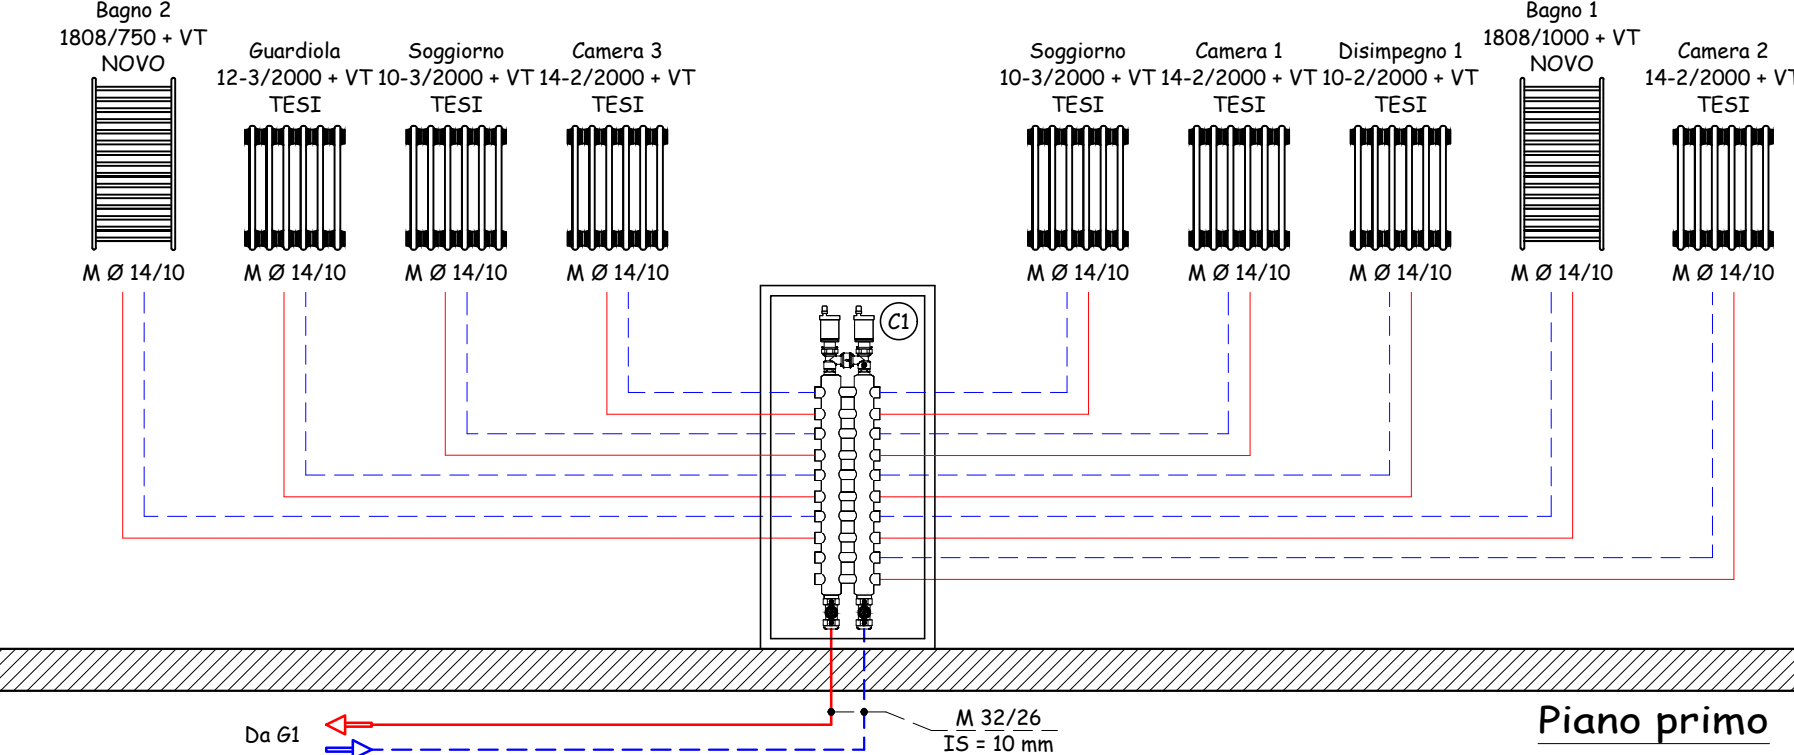 Bagno 2
1808/750 + VT
NOVO
Guardiola
12-3/2000 + VT
TESI
Soggiorno
10-3/2000 + VT
TESI
Camera 3
14-2/2000 + VT
TESI
Soggiorno
10-3/2000 + VT
TESI
Camera 1
14-2/2000 + VT
TESI
Disimpegno 1
10-2/2000 + VT
TESI
Bagno 1
1808/1000 + VT
NOVO
Camera 2
14-2/2000 + VT
TESI
M Ø 14/10
M Ø 14/10
M Ø 14/10
M Ø 14/10
M Ø 14/10
M Ø 14/10
M Ø 14/10
M Ø 14/10
M Ø 14/10
C1
Da G1
M 32/26
IS = 10 mm
Piano primo